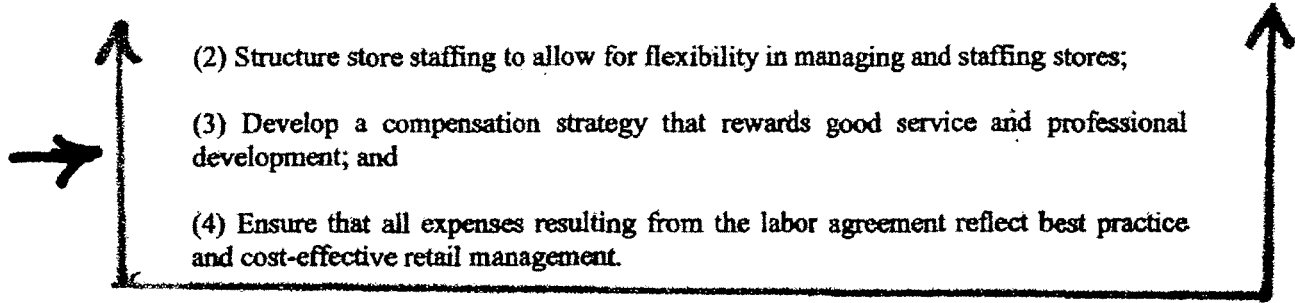 (2) Structure store staffing to allow for flexibility in managing and staffing stores;
(3) Develop a compensation strategy that rewards good service and professional
development; and
(4) Ensure that all expenses resulting from the labor agreement reflect best practice
and cost-effective retail management.